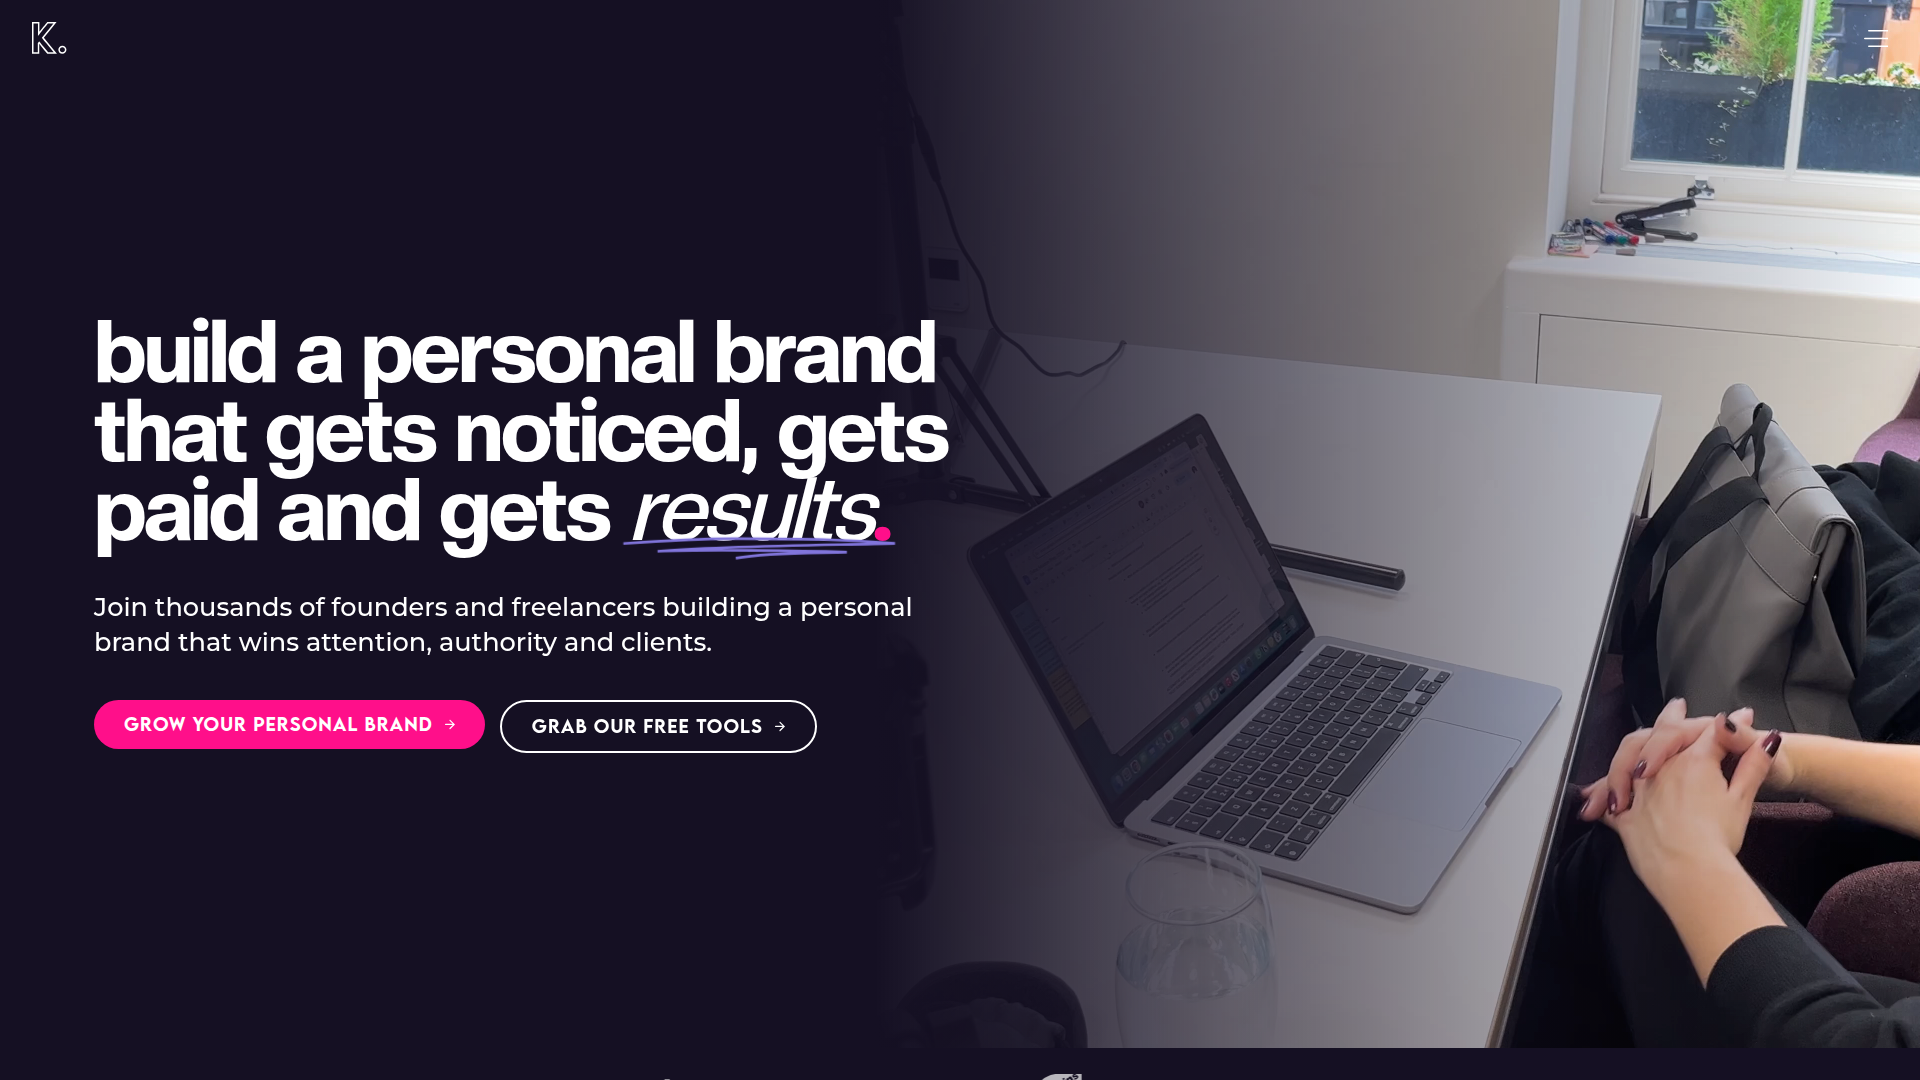 K.
build a personal brand
that gets noticed, gets
paid and gets results.
Join thousands of founders and freelancers building a personal
brand that wins attention, authority and clients.
GROW YOUR PERSONAL BRAND →
GRAB OUR FREE TOOLS →